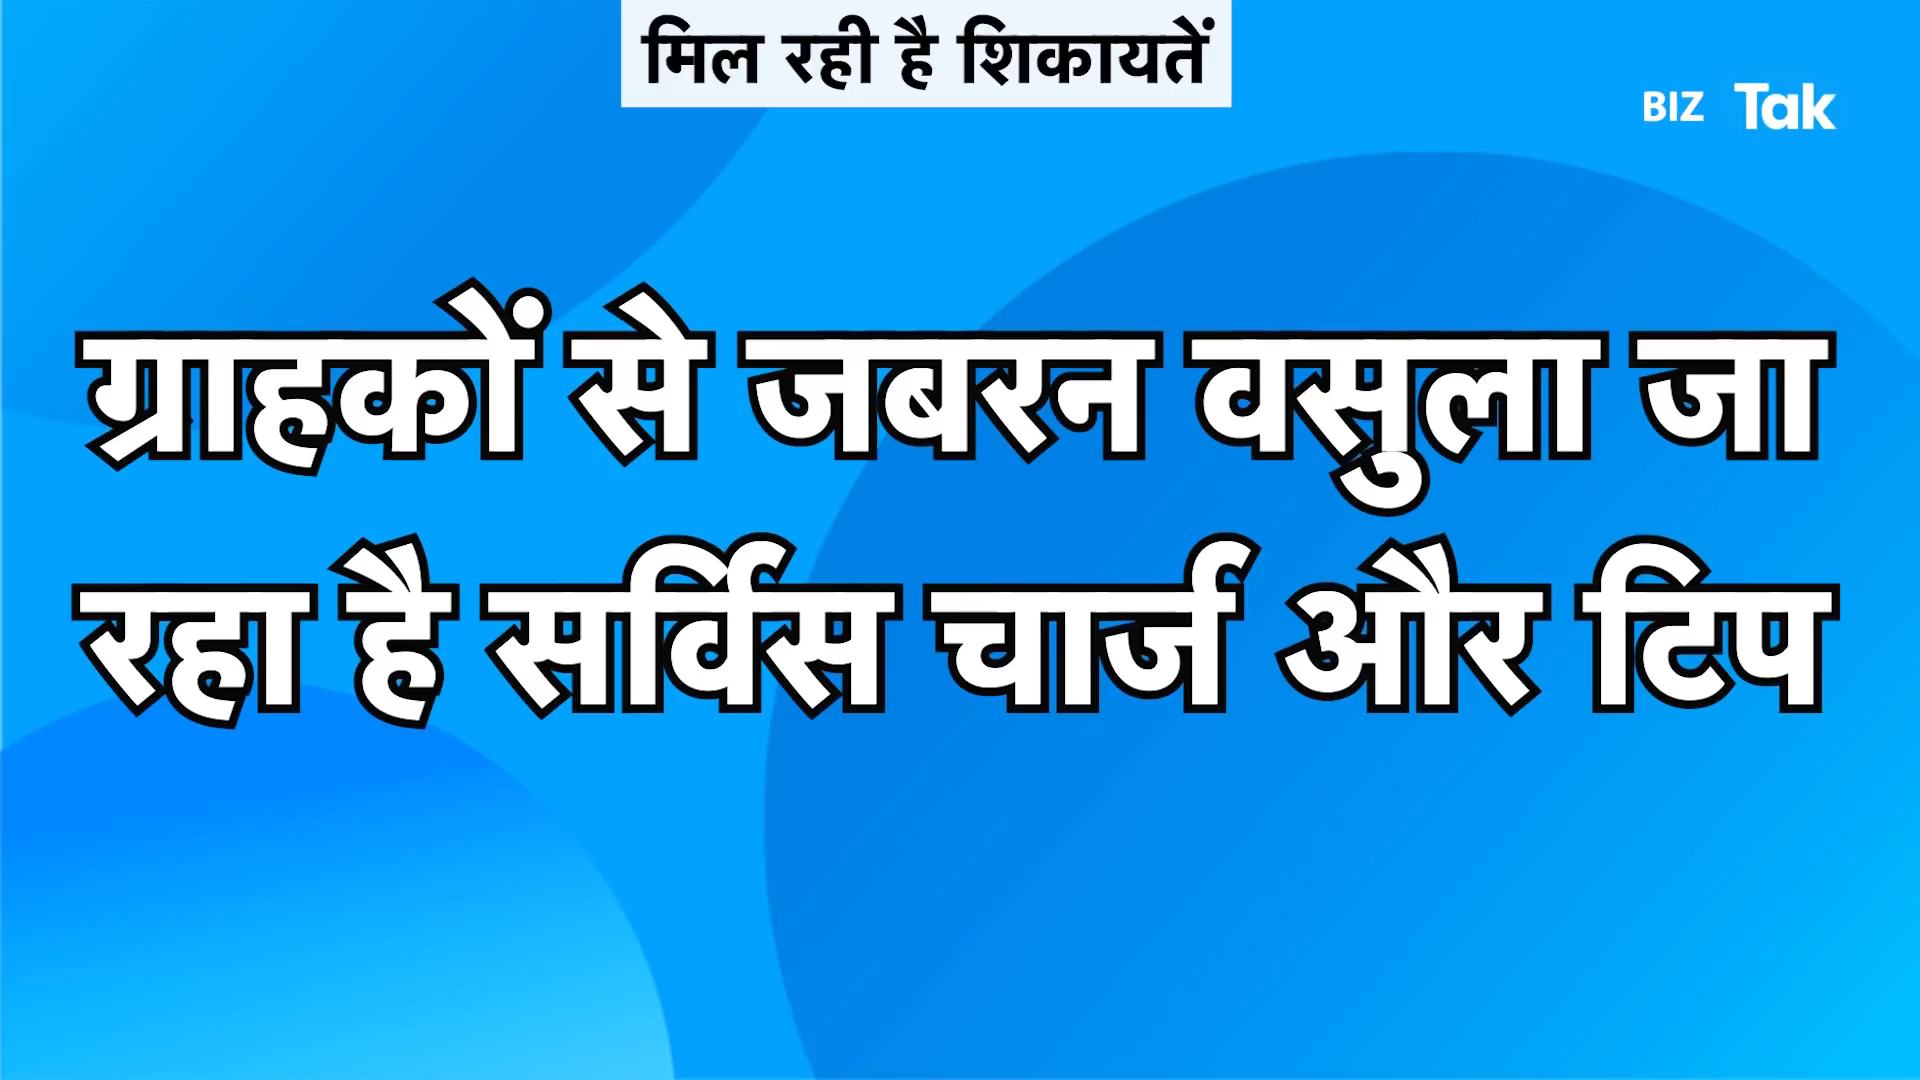 मिल रही है शिकायतें
BIZ Tak
ग्राहकों से जबरन वसुला जा
रहा है सर्विस चार्ज और टिप